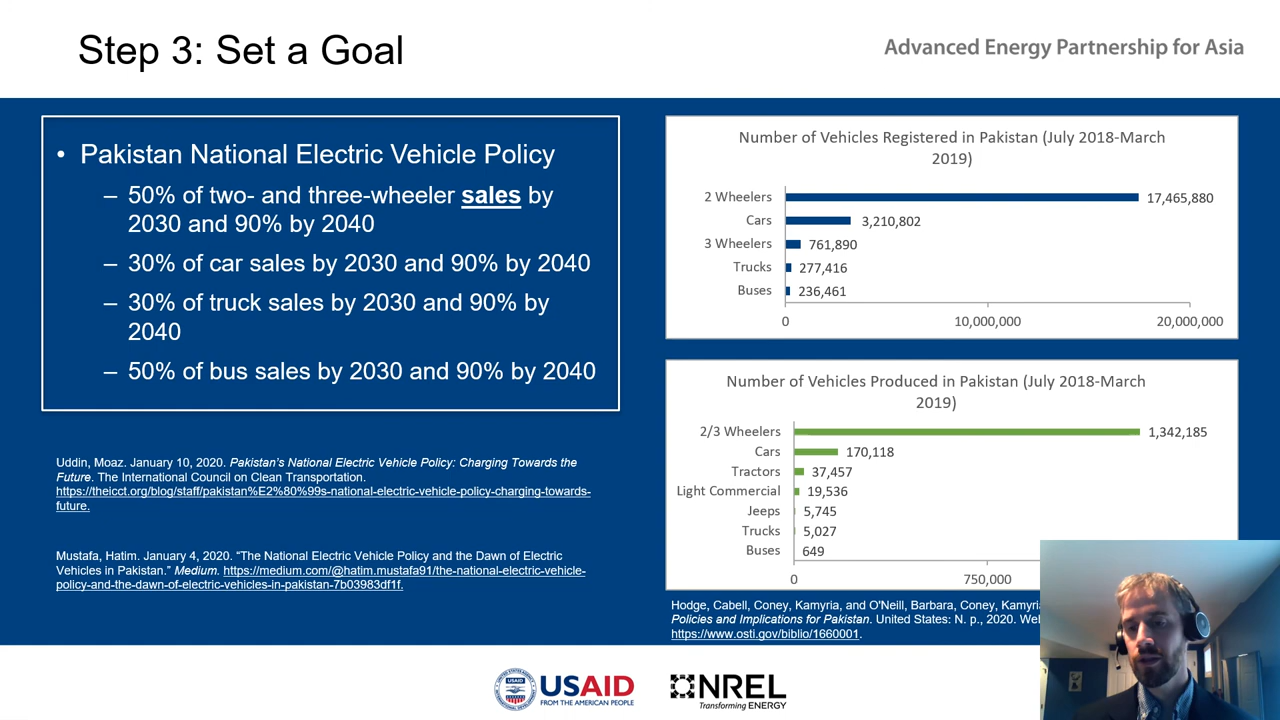 Step 3: Set a Goal
Advanced Energy Partnership for Asia
• Pakistan National Electric Vehicle Policy
– 50% of two- and three-wheeler sales by
2030 and 90% by 2040
– 30% of car sales by 2030 and 90% by 2040
– 30% of truck sales by 2030 and 90% by
2040
– 50% of bus sales by 2030 and 90% by 2040
Uddin, Moaz. January 10, 2020. Pakistan's National Electric Vehicle Policy: Charging Towards the
Future. The International Council on Clean Transportation.
https://theicct.org/blog/staff/pakistan%E2%80%99s-national-electric-vehicle-policy-charging-towards-
future.
Mustafa, Hatim. January 4, 2020. "The National Electric Vehicle Policy and the Dawn of Electric
Vehicles in Pakistan." Medium. https://medium.com/@hatim.mustafa91/the-national-electric-vehicle-
policy-and-the-dawn-of-electric-vehicles-in-pakistan-7b03983df1f.
Number of Vehicles Registered in Pakistan (July 2018-March
2019)
2 Wheelers 17,465,880
Cars 3,210,802
3 Wheelers 761,890
Trucks 277,416
Buses 236,461
0 10,000,000 20,000,000
Number of Vehicles Produced in Pakistan (July 2018-March
2019)
2/3 Wheelers 1,342,185
Cars 170,118
Tractors 37,457
Light Commercial 19,536
Jeeps 5,745
Trucks 5,027
Buses 649
0 750,000
Hodge, Cabell, Coney, Kamyria, and O'Neill, Barbara, Coney, Kamyria
Policies and Implications for Pakistan. United States: N. p., 2020.
https://www.osti.gov/biblio/1660001.
USAID
FROM THE AMERICAN PEOPLE
NREL
Transforming ENERGY